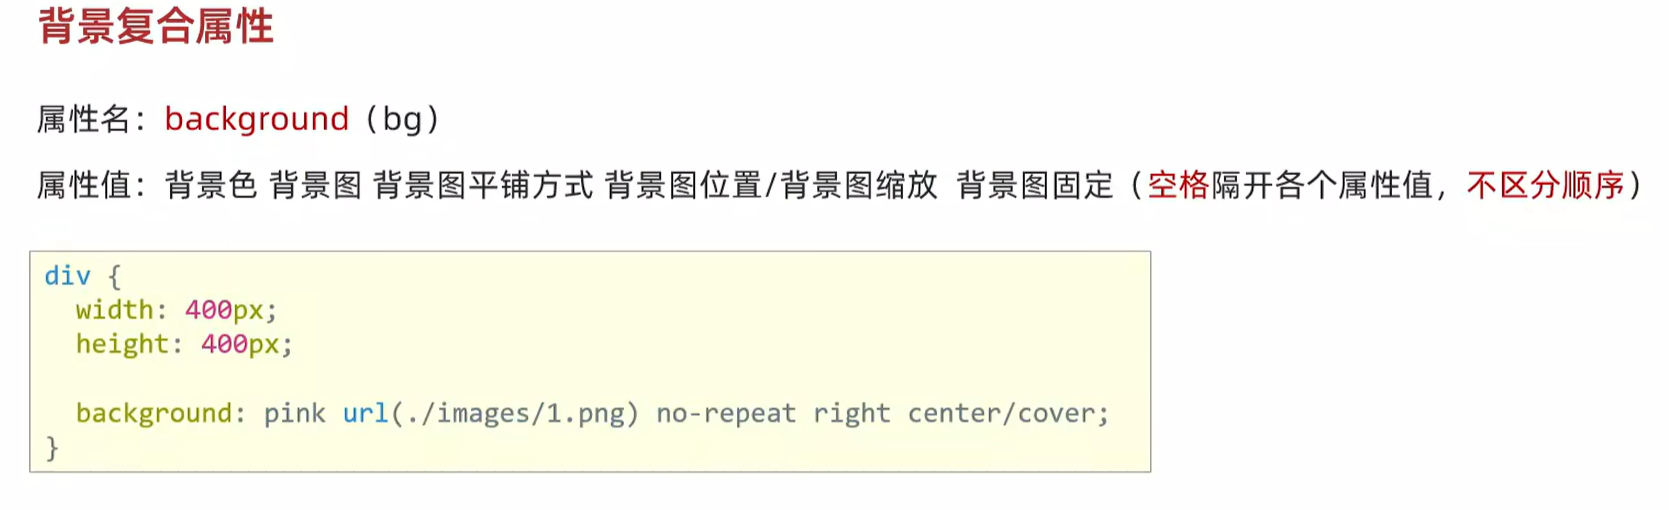 背景复合属性
属性名：background（bg）
属性值：背景色 背景图 背景图平铺方式 背景图位置/背景图缩放 背景图固定（空格隔开各个属性值，不区分顺序）
div {
  width: 400px;
  height: 400px;
  background: pink url(./images/1.png) no-repeat right center/cover;
}